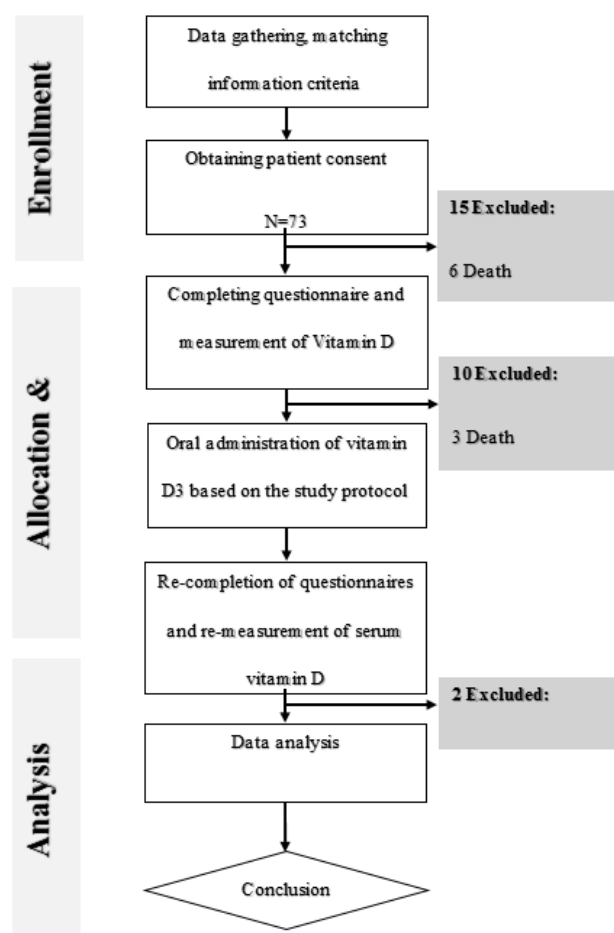 Enrollment
Data gathering, matching
information criteria
Obtaining patient consent
N=73
15 Excluded:
6 Death
Allocation &
Completing questionnaire and
measurement of Vitamin D
10 Excluded:
3 Death
Oral administration of vitamin
D3 based on the study protocol
Re-completion of questionnaires
and re-measurement of serum
vitamin D
Analysis
2 Excluded:
Data analysis
Conclusion